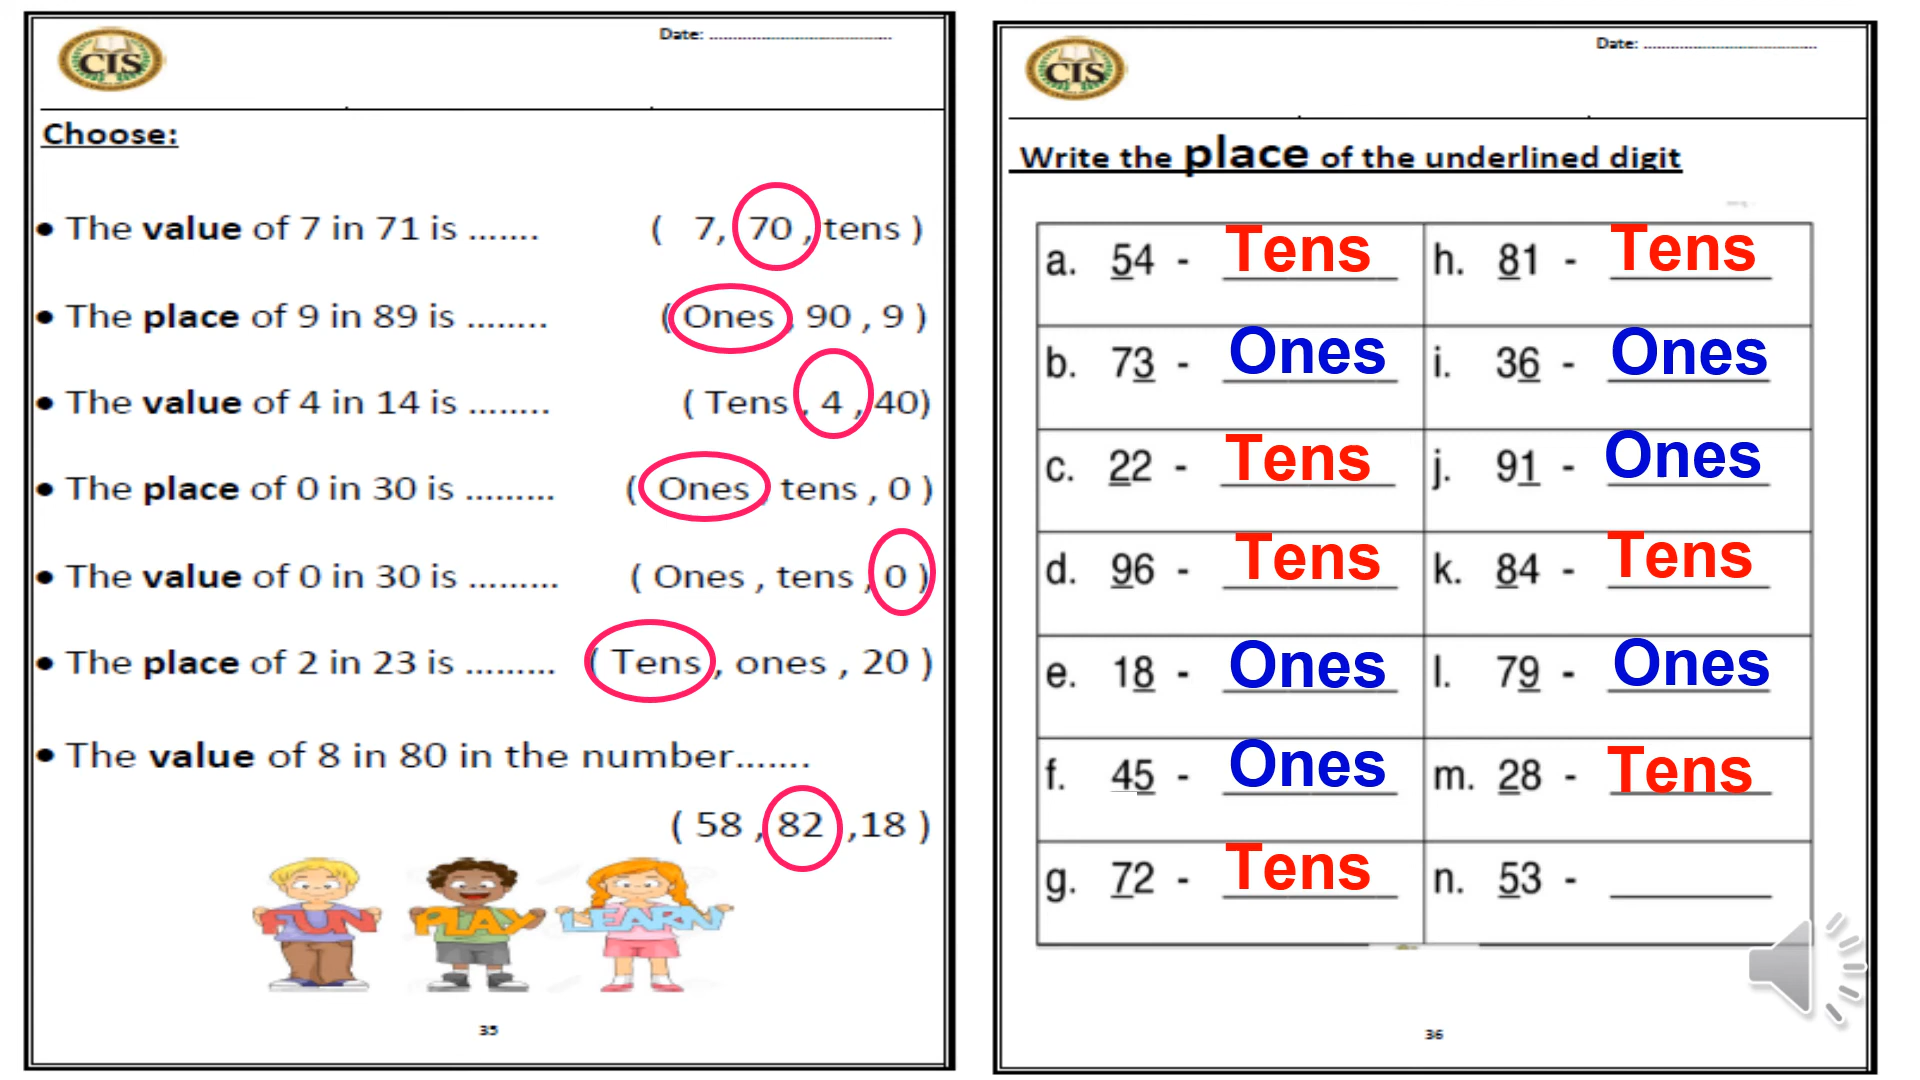 CIS
Date: ....................................
Choose:
• The value of 7 in 71 is ....... ( 7, 70 , tens )
• The place of 9 in 89 is ........ ( Ones , 90 , 9 )
• The value of 4 in 14 is ........ ( Tens , 4 , 40)
• The place of 0 in 30 is ......... ( Ones , tens , 0 )
• The value of 0 in 30 is ......... ( Ones , tens , 0 )
• The place of 2 in 23 is ......... ( Tens , ones , 20 )
• The value of 8 in 80 in the number.......
( 58 , 82 ,18 )
FUN PLAY LEARN
35
CIS
Date: ....................................
Write the place of the underlined digit
a. 54 - Tens
h. 81 - Tens
b. 73 - Ones
i. 36 - Ones
c. 22 - Tens
j. 91 - Ones
d. 96 - Tens
k. 84 - Tens
e. 18 - Ones
l. 79 - Ones
f. 45 - Ones
m. 28 - Tens
g. 72 - Tens
n. 53 - ________
36